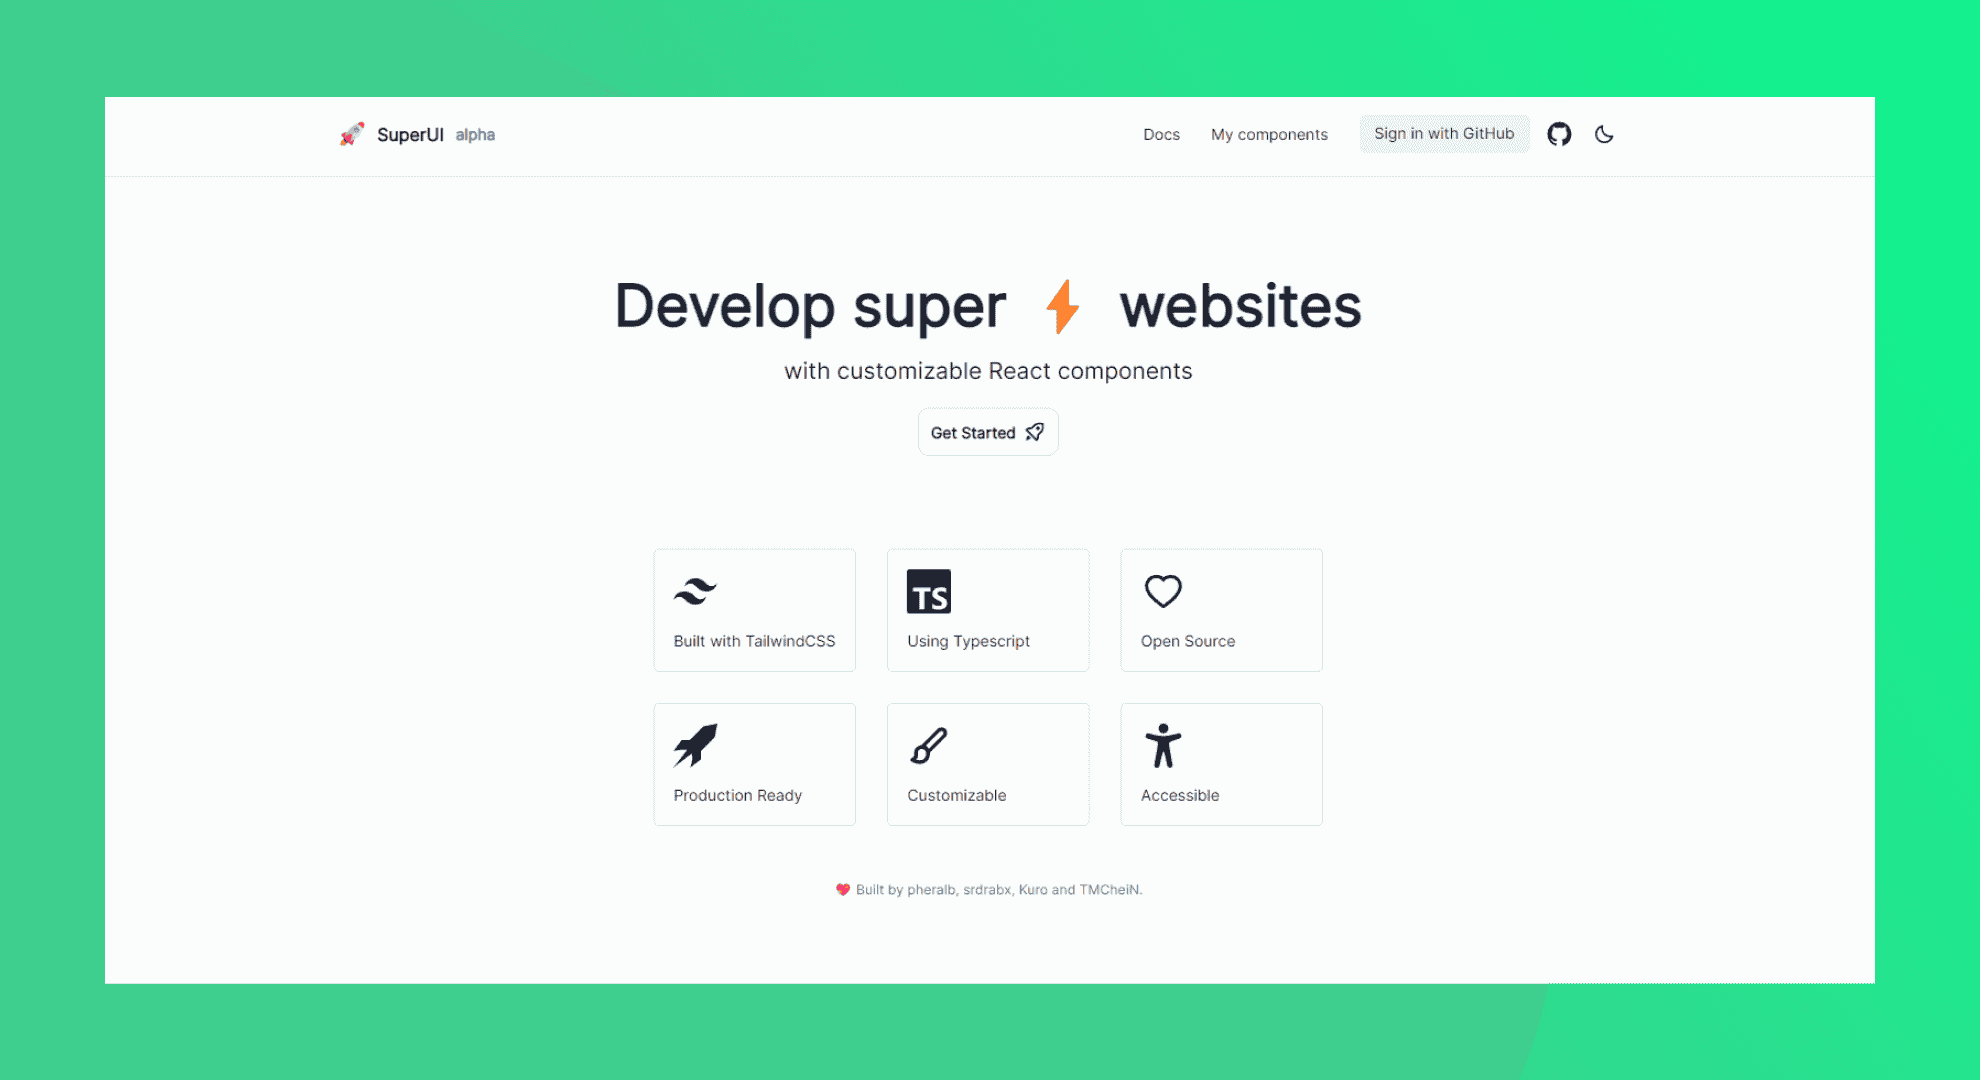 SuperUI alpha
Docs My components Sign in with GitHub
Develop super websites
with customizable React components
Get Started
TS
Built with TailwindCSS Using Typescript Open Source
Production Ready Customizable Accessible
Built by pheralb, srdrabx, Kuro and TMCheiN.